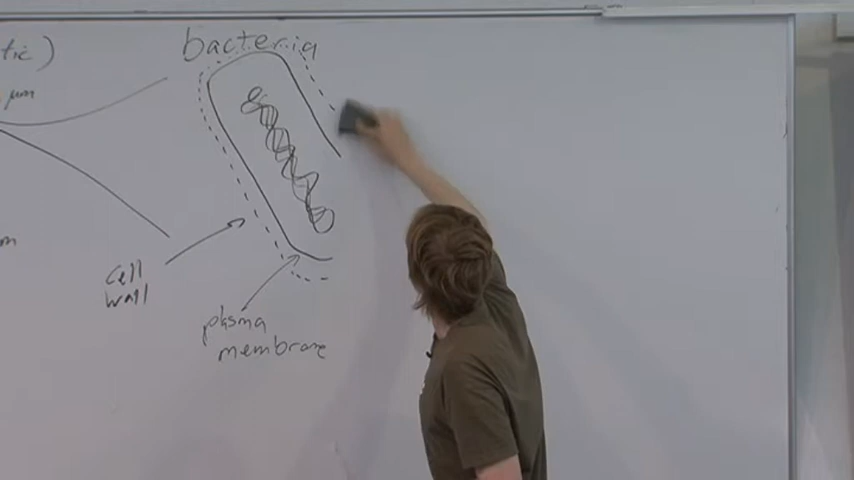 tic)
bacteria
μm
m
cell
wall
plasma
membrane